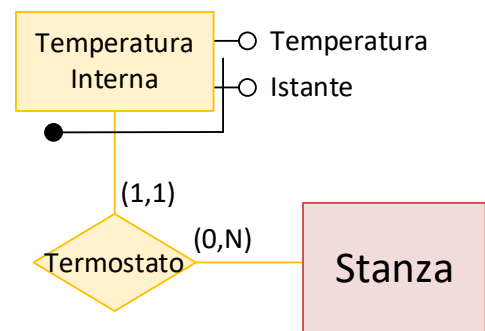 Temperatura
Interna
Temperatura
Istante
(1,1)
(0,N)
Termostato
Stanza